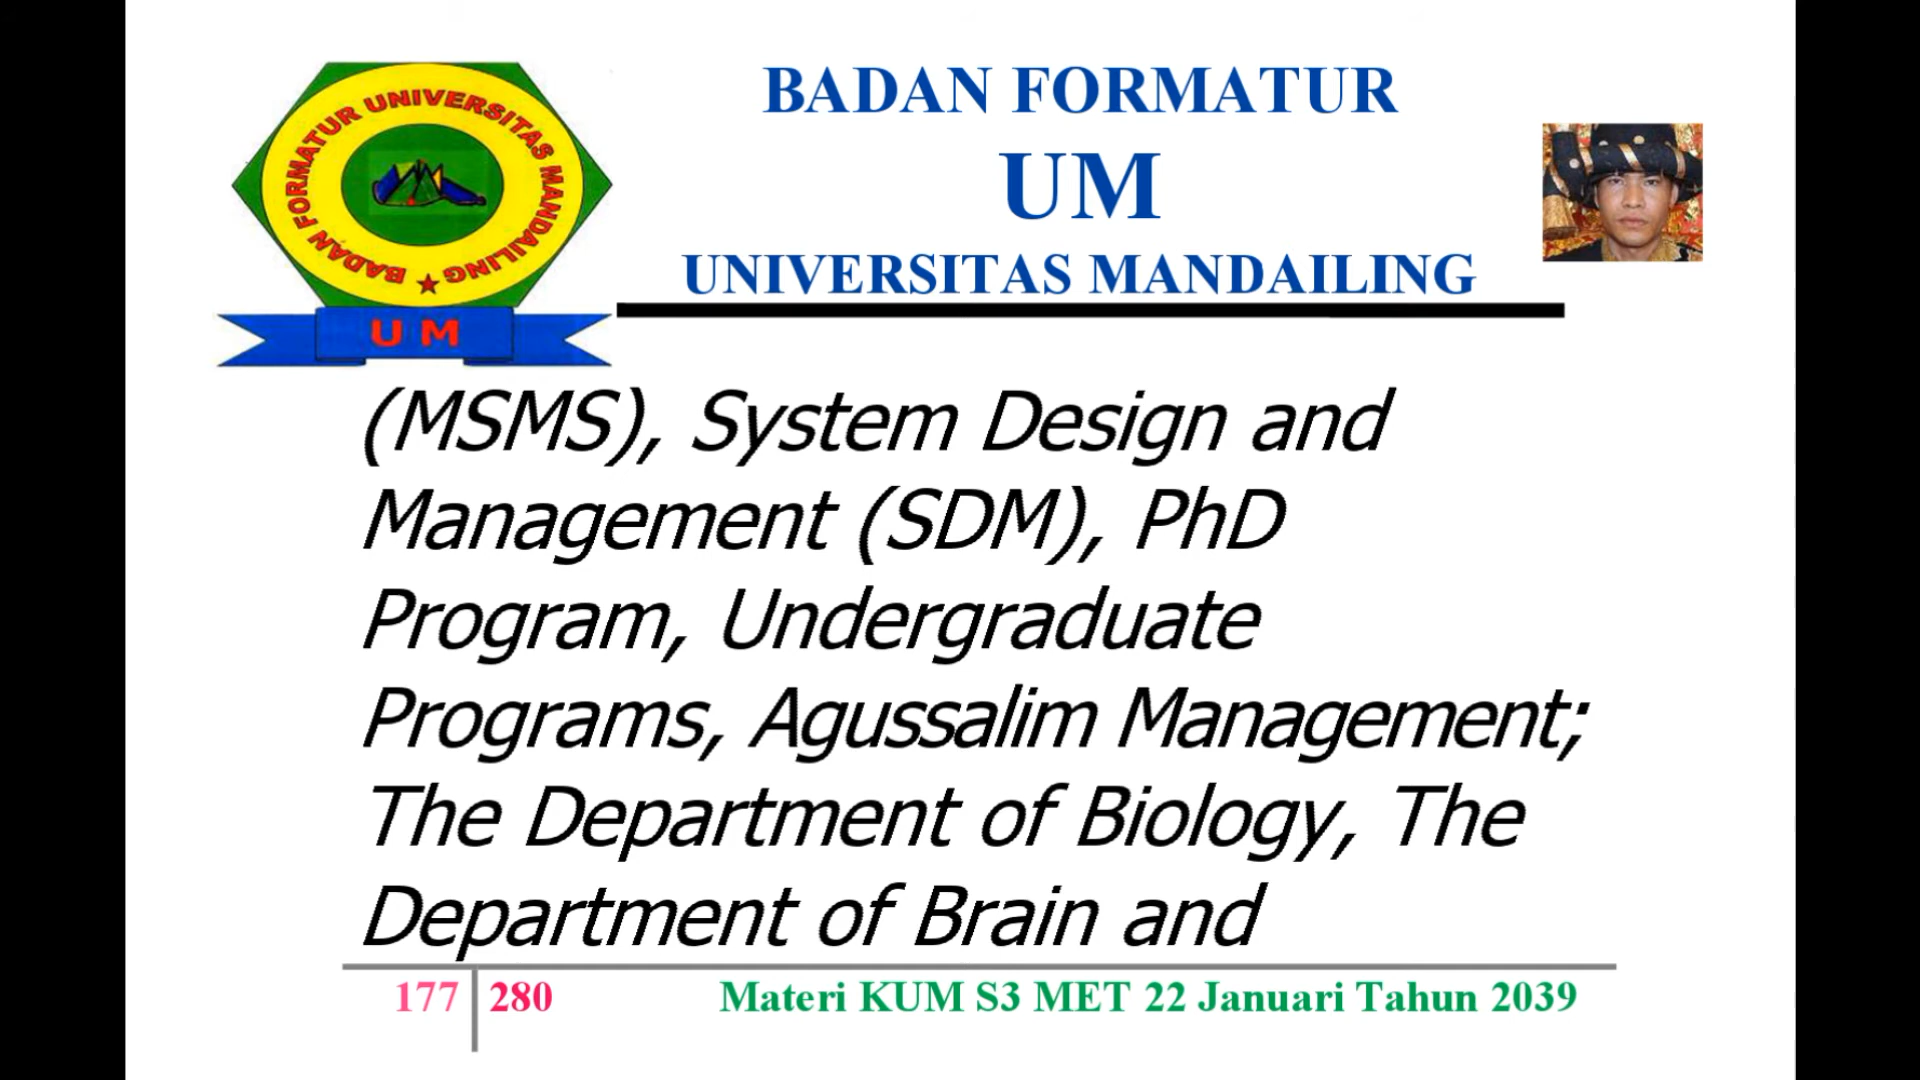 BADAN FORMATUR UNIVERSITAS MANDAILING
U M
BADAN FORMATUR
UM
UNIVERSITAS MANDAILING
(MSMS), System Design and
Management (SDM), PhD
Program, Undergraduate
Programs, Agussalim Management;
The Department of Biology, The
Department of Brain and
177 280 Materi KUM S3 MET 22 Januari Tahun 2039